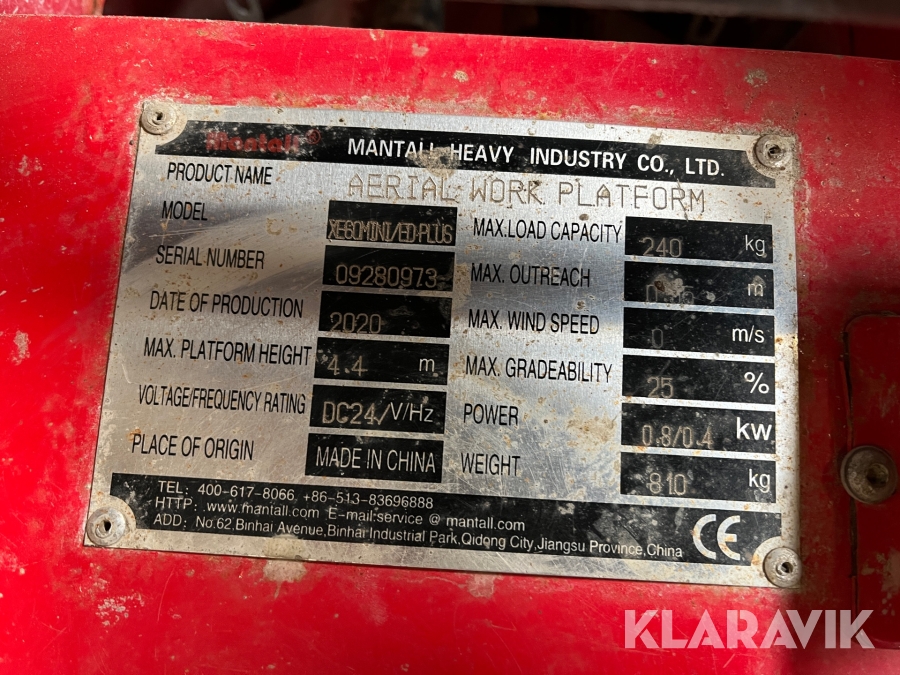 Mantall® MANTALL HEAVY INDUSTRY CO., LTD.
PRODUCT NAME AERIAL WORK PLATFORM
MODEL XE60MINI/ED-PLUS
SERIAL NUMBER 09280973
DATE OF PRODUCTION 2020
MAX. PLATFORM HEIGHT 4.4 m
VOLTAGE/FREQUENCY RATING DC24/V/Hz
PLACE OF ORIGIN MADE IN CHINA
MAX.LOAD CAPACITY 240 kg
MAX. OUTREACH m
MAX. WIND SPEED 0 m/s
MAX. GRADEABILITY 25 %
POWER 0.8/0.4 kw
WEIGHT 810 kg
TEL: 400-617-8066 +86-513-83696888
HTTP: www.mantall.com E-mail:service @ mantall.com
ADD: No.62,Binhai Avenue,Binhai Industrial Park,Qidong City,Jiangsu Province,China
CE
KLARAVIK